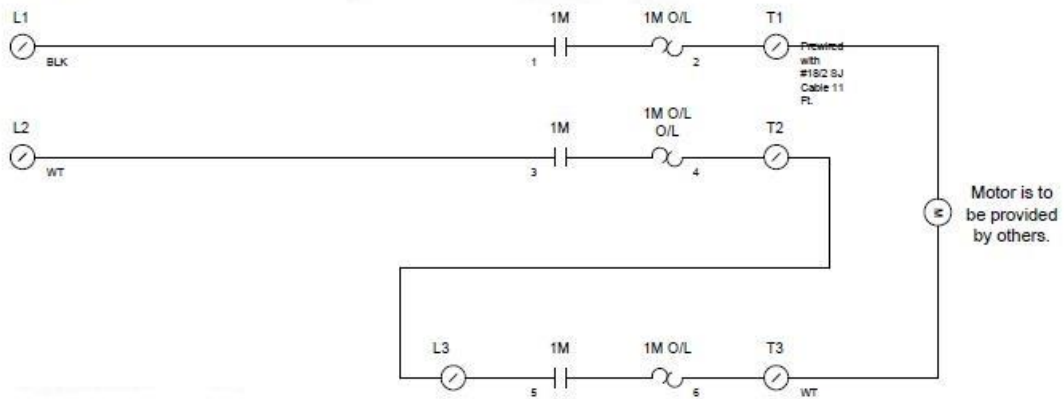 L1
1M
1M O/L
T1
BLK
1
2
Prewired
with
#18/2 SJ
Cable 11
Ft.
L2
1M
1M O/L
O/L
T2
WT
3
4
M
Motor is to
be provided
by others.
L3
1M
1M O/L
T3
5
6
WT